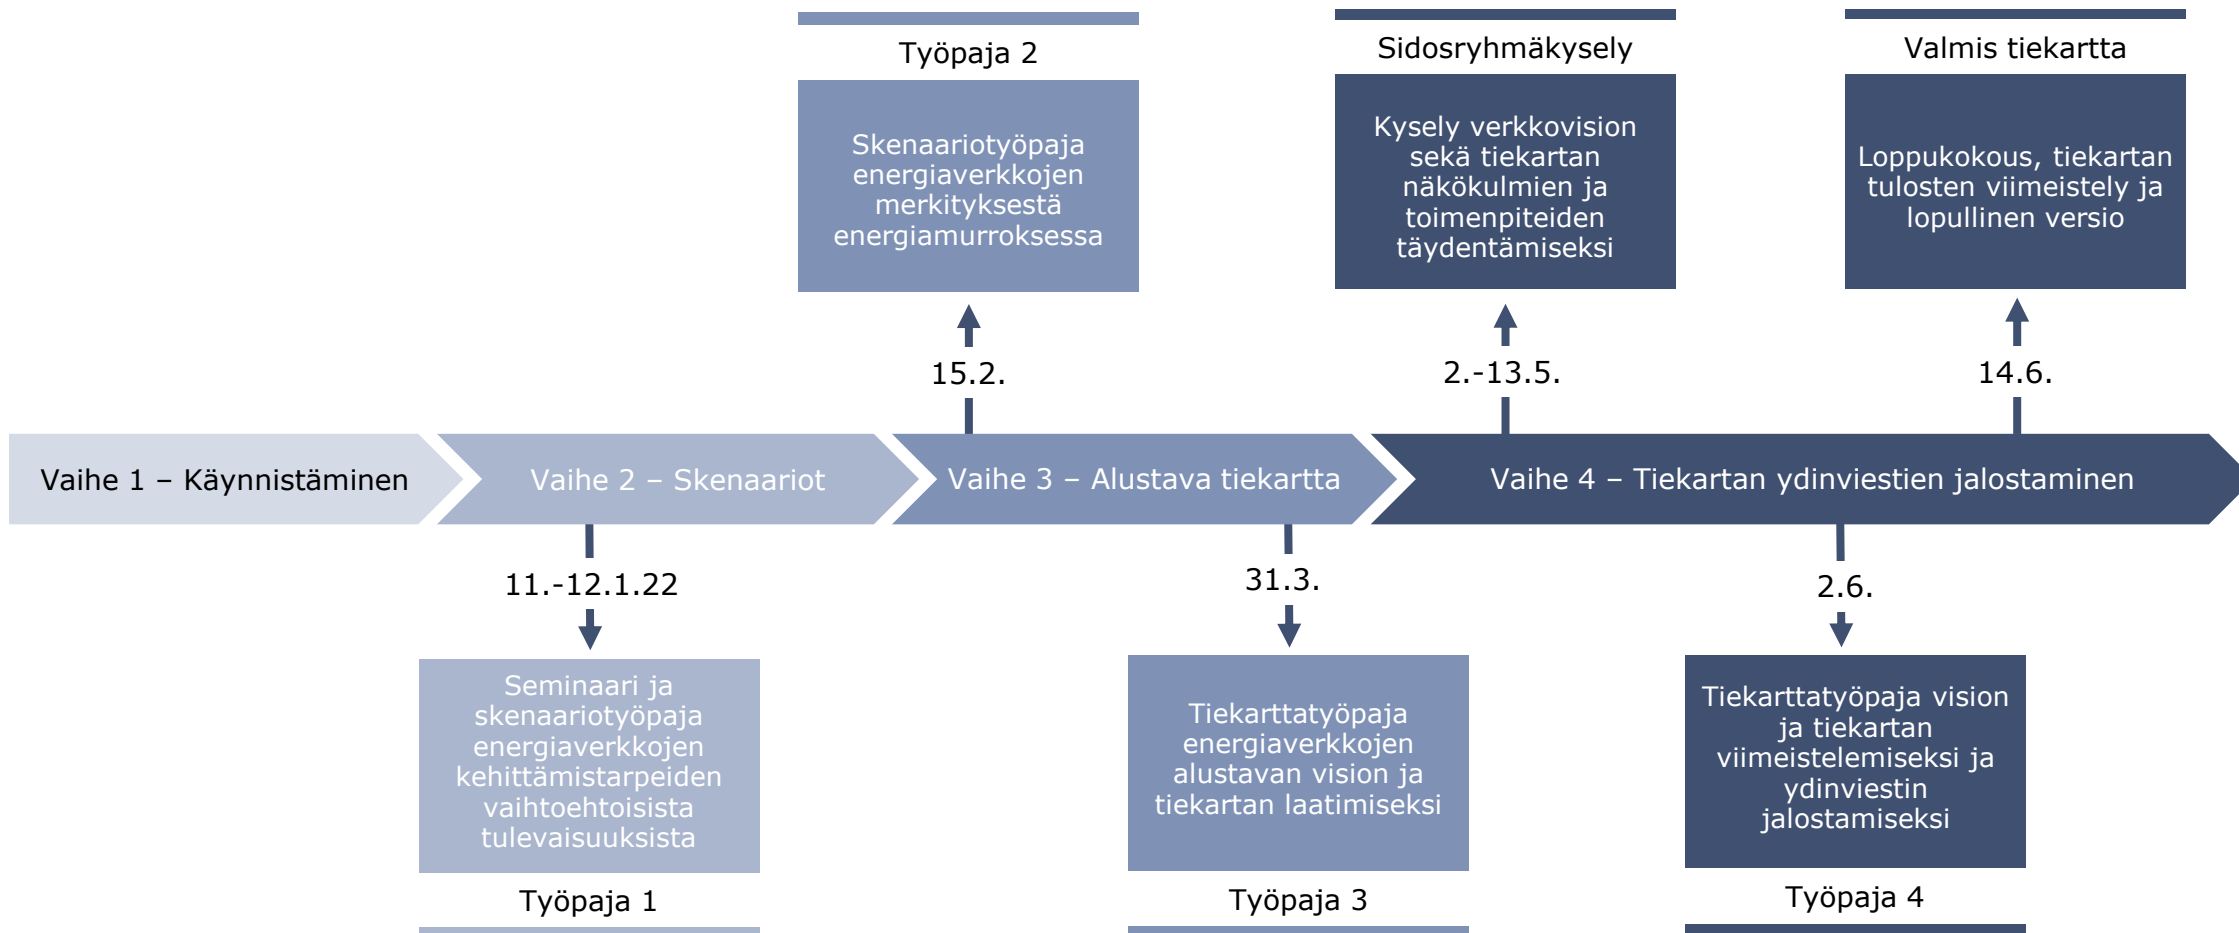 Työpaja 2
Skenaariotyöpaja
energiaverkkojen
merkityksestä
energiamurroksessa
15.2.
Sidosryhmäkysely
Kysely verkkovision
sekä tiekartan
näkökulmien ja
toimenpiteiden
täydentämiseksi
2.-13.5.
Valmis tiekartta
Loppukokous, tiekartan
tulosten viimeistely ja
lopullinen versio
14.6.
Vaihe 1 – Käynnistäminen
Vaihe 2 – Skenaariot
Vaihe 3 – Alustava tiekartta
Vaihe 4 – Tiekartan ydinviestien jalostaminen
11.-12.1.22
Seminaari ja
skenaariotyöpaja
energiaverkkojen
kehittämistarpeiden
vaihtoehtoisista
tulevaisuuksista
Työpaja 1
31.3.
Tiekarttatyöpaja
energiaverkkojen
alustavan vision ja
tiekartan laatimiseksi
Työpaja 3
2.6.
Tiekarttatyöpaja vision
ja tiekartan
viimeistelemiseksi ja
ydinviestin
jalostamiseksi
Työpaja 4